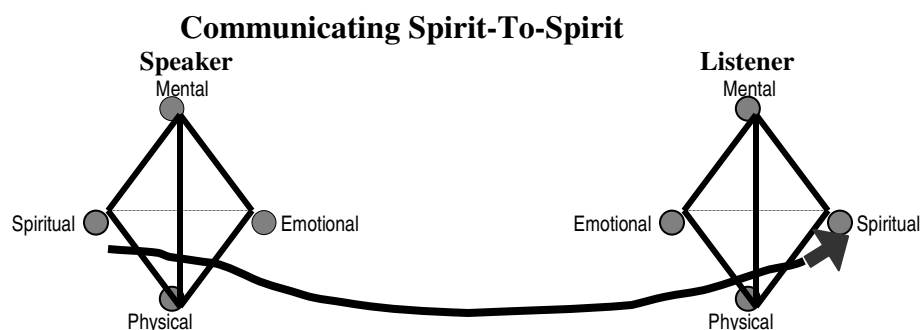 Communicating Spirit-To-Spirit
Speaker Listener
Mental Mental
Spiritual Emotional Emotional Spiritual
Physical Physical